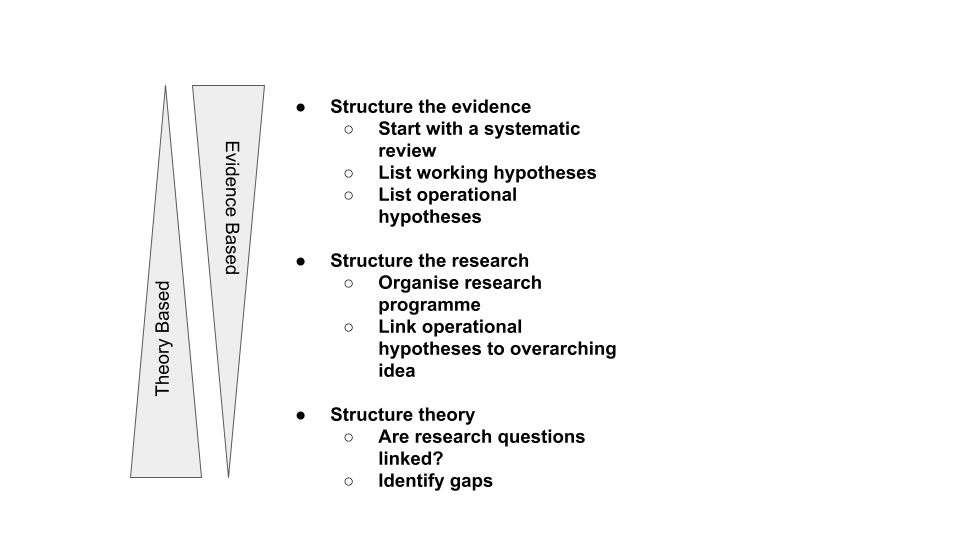 Theory Based
Evidence Based
● Structure the evidence
○ Start with a systematic
review
○ List working hypotheses
○ List operational
hypotheses
● Structure the research
○ Organise research
programme
○ Link operational
hypotheses to overarching
idea
● Structure theory
○ Are research questions
linked?
○ Identify gaps